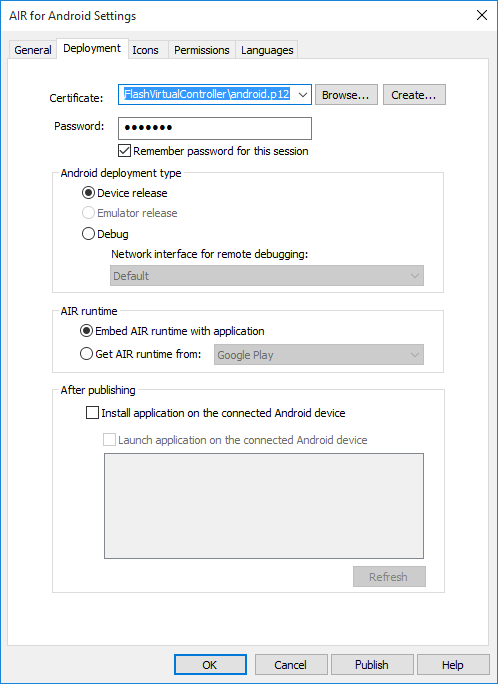 AIR for Android Settings
General Deployment Icons Permissions Languages
Certificate: FlashVirtualController\android.p12 Browse... Create...
Password: •••••••
Remember password for this session
Android deployment type
Device release
Emulator release
Debug
Network interface for remote debugging:
Default
AIR runtime
Embed AIR runtime with application
Get AIR runtime from: Google Play
After publishing
Install application on the connected Android device
Launch application on the connected Android device
Refresh
OK Cancel Publish Help